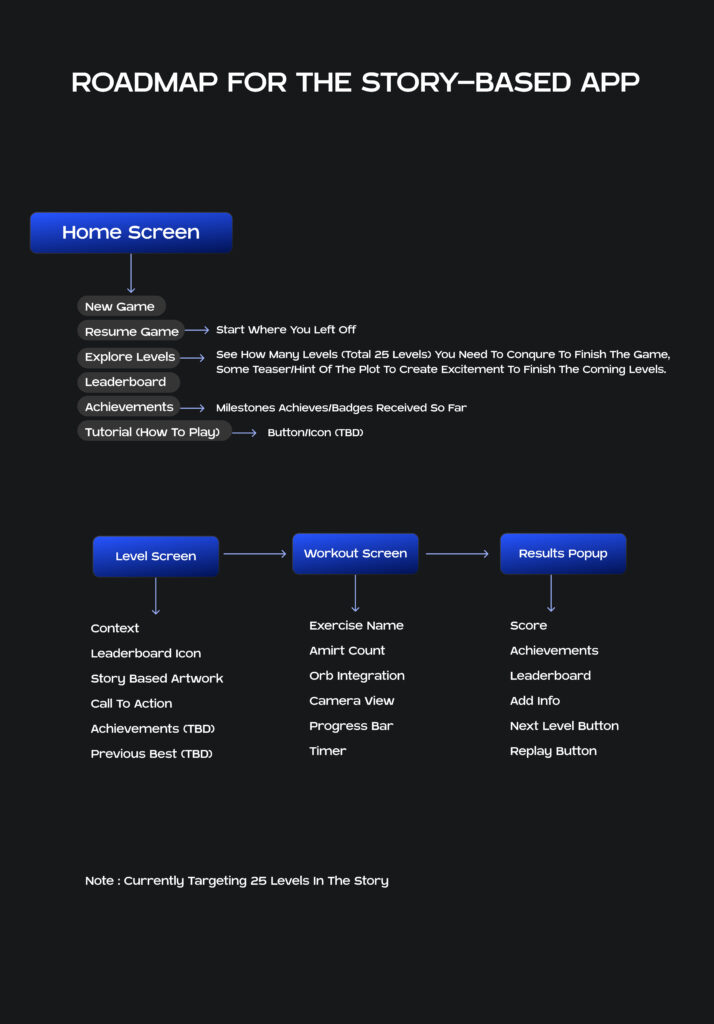 ROADMAP FOR THE STORY–BASED APP
Home Screen
New Game
Resume Game
Start Where You Left Off
Explore Levels
See How Many Levels (Total 25 Levels) You Need To Conqure To Finish The Game,
Some Teaser/Hint Of The Plot To Create Excitement To Finish The Coming Levels.
Leaderboard
Achievements
Milestones Achieves/Badges Received So Far
Tutorial (How To Play)
Button/Icon (TBD)
Level Screen
Context
Leaderboard Icon
Story Based Artwork
Call To Action
Achievements (TBD)
Previous Best (TBD)
Workout Screen
Exercise Name
Amirt Count
Orb Integration
Camera View
Progress Bar
Timer
Results Popup
Score
Achievements
Leaderboard
Add Info
Next Level Button
Replay Button
Note : Currently Targeting 25 Levels In The Story